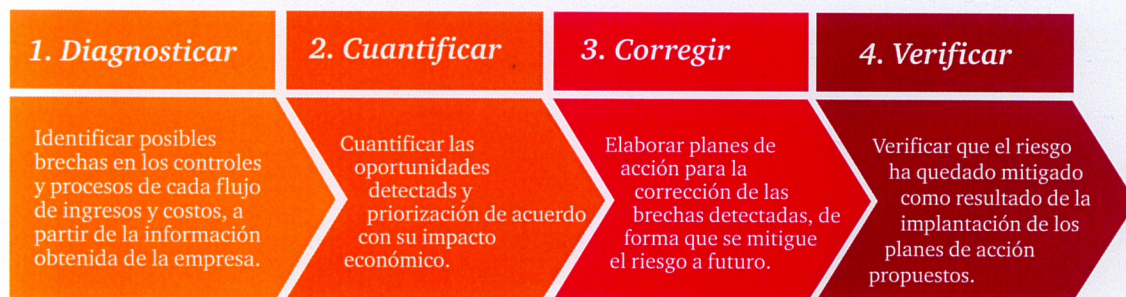 1. Diagnosticar
Identificar posibles
brechas en los controles
y procesos de cada flujo
de ingresos y costos, a
partir de la información
obtenida de la empresa.
2. Cuantificar
Cuantificar las
oportunidades
detectads y
priorización de acuerdo
con su impacto
económico.
3. Corregir
Elaborar planes de
acción para la
corrección de las
brechas detectadas, de
forma que se mitigue
el riesgo a futuro.
4. Verificar
Verificar que el riesgo
ha quedado mitigado
como resultado de la
implantación de los
planes de acción
propuestos.